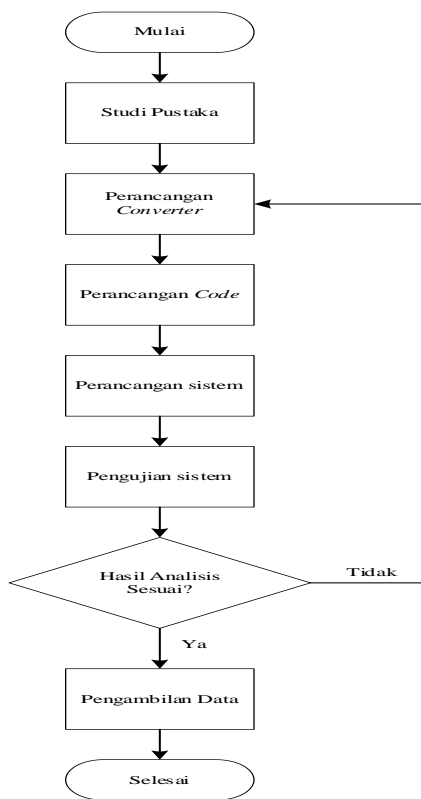 Mulai
Studi Pustaka
Perancangan
Converter
Perancangan Code
Perancangan sistem
Pengujian sistem
Hasil Analisis
Sesuai?
Tidak
Ya
Pengambilan Data
Selesai